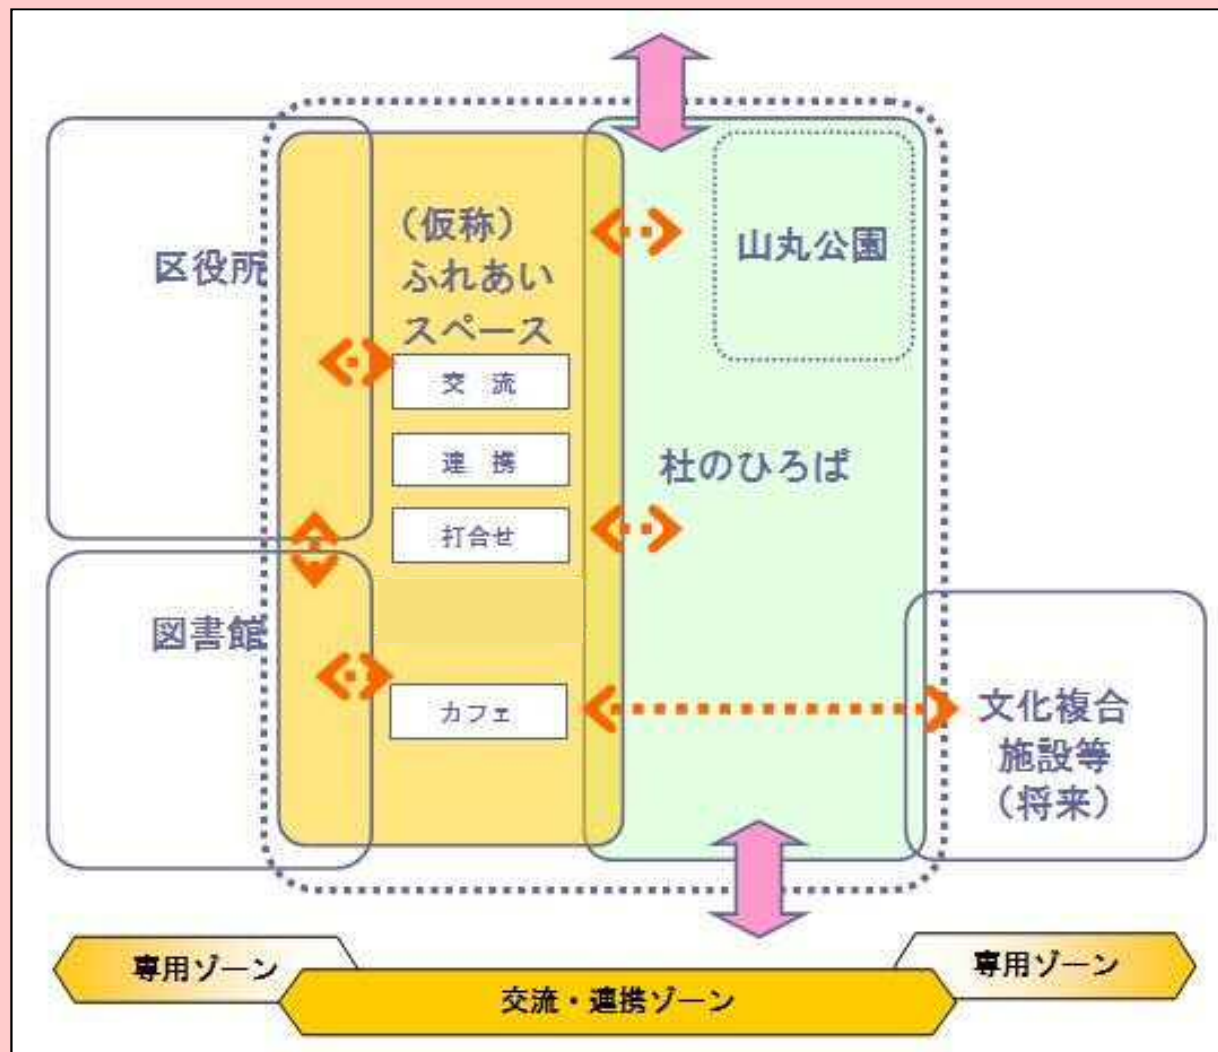 区役所
(仮称)
ふれあい
スペース
交 流
連 携
打合せ
カフェ
図書館
山丸公園
杜のひろば
文化複合
施設等
(将来)
専用ゾーン
交流・連携ゾーン
専用ゾーン